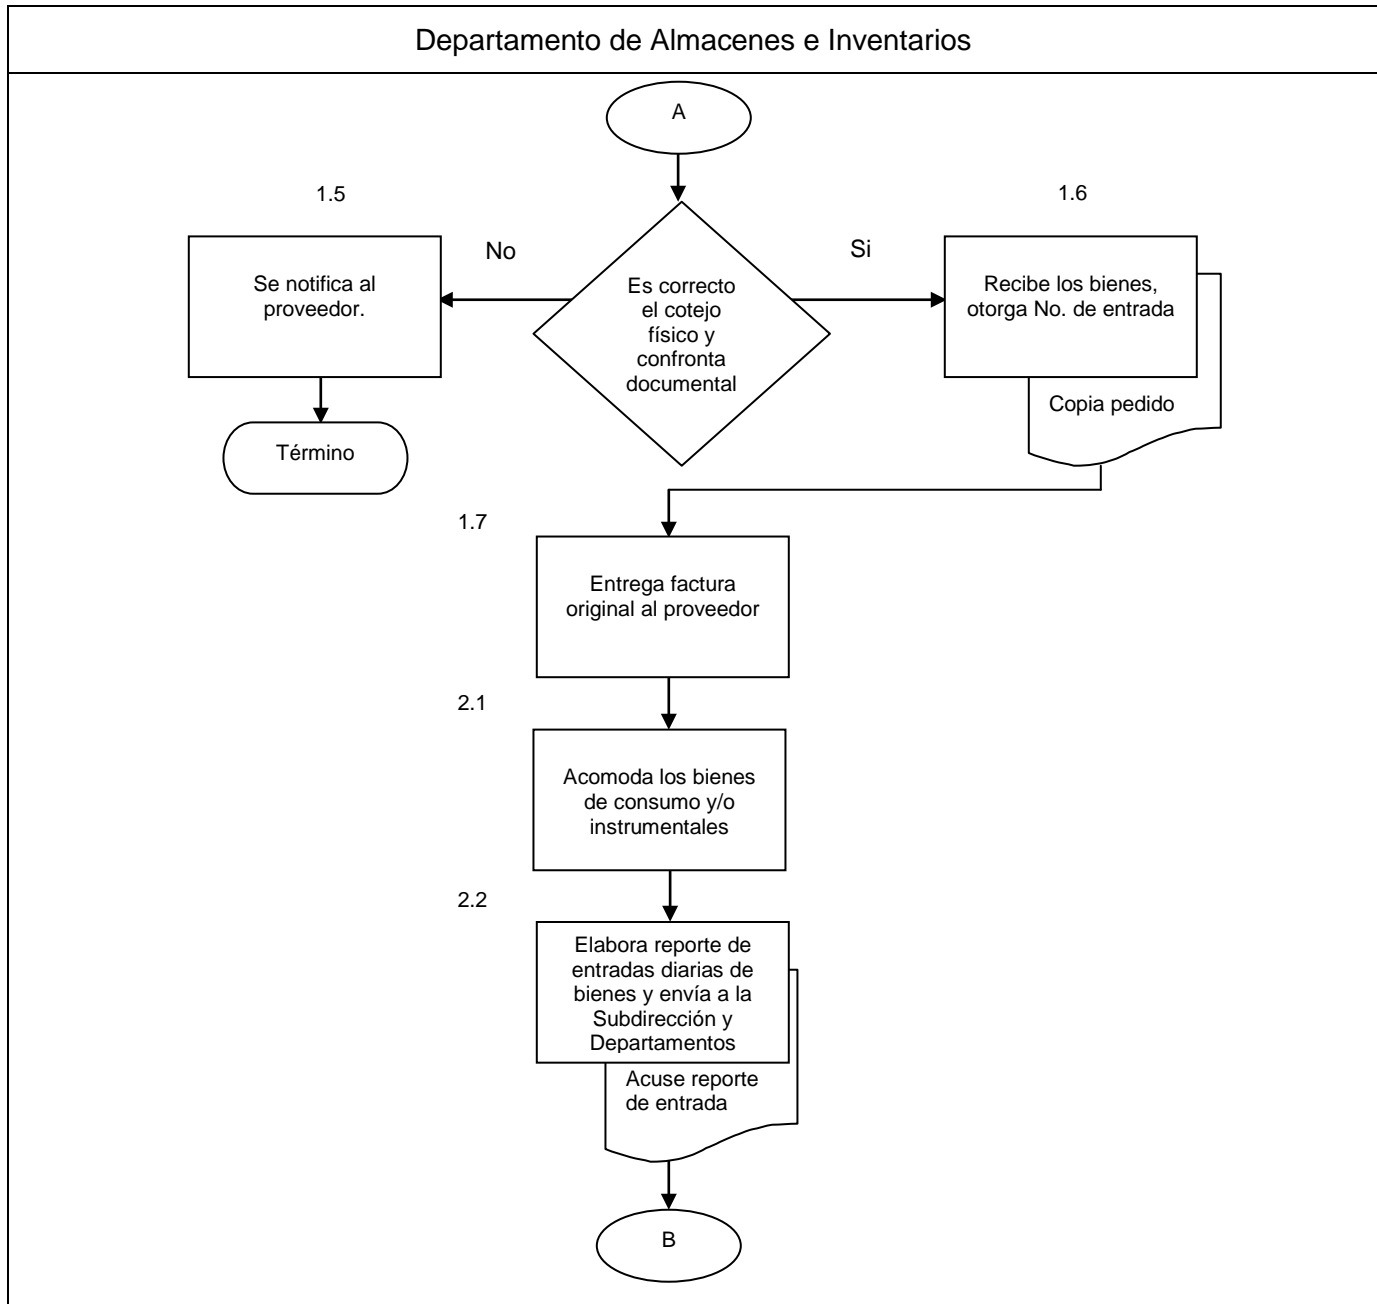 Departamento de Almacenes e Inventarios
A
1.5
1.6
No
Si
Se notifica al
proveedor.
Es correcto
el cotejo
físico y
confronta
documental
Recibe los bienes,
otorga No. de entrada
Copia pedido
Término
1.7
Entrega factura
original al proveedor
2.1
Acomoda los bienes
de consumo y/o
instrumentales
2.2
Elabora reporte de
entradas diarias de
bienes y envía a la
Subdirección y
Departamentos
Acuse reporte
de entrada
B